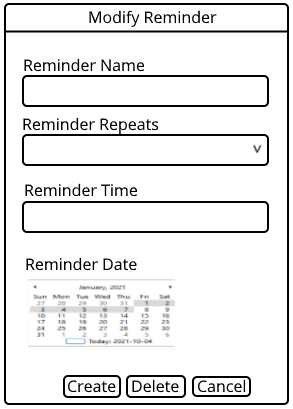 Modify Reminder
Reminder Name
Reminder Repeats
v
Reminder Time
Reminder Date
◂ January, 2021 ▸
Sun Mon Tue Wed Thu Fri Sat
27 28 29 30 31 1 2
3 4 5 6 7 8 9
10 11 12 13 14 15 16
17 18 19 20 21 22 23
24 25 26 27 28 29 30
31 1 2 3 4 5 6
Today: 2021-10-04
Create Delete Cancel